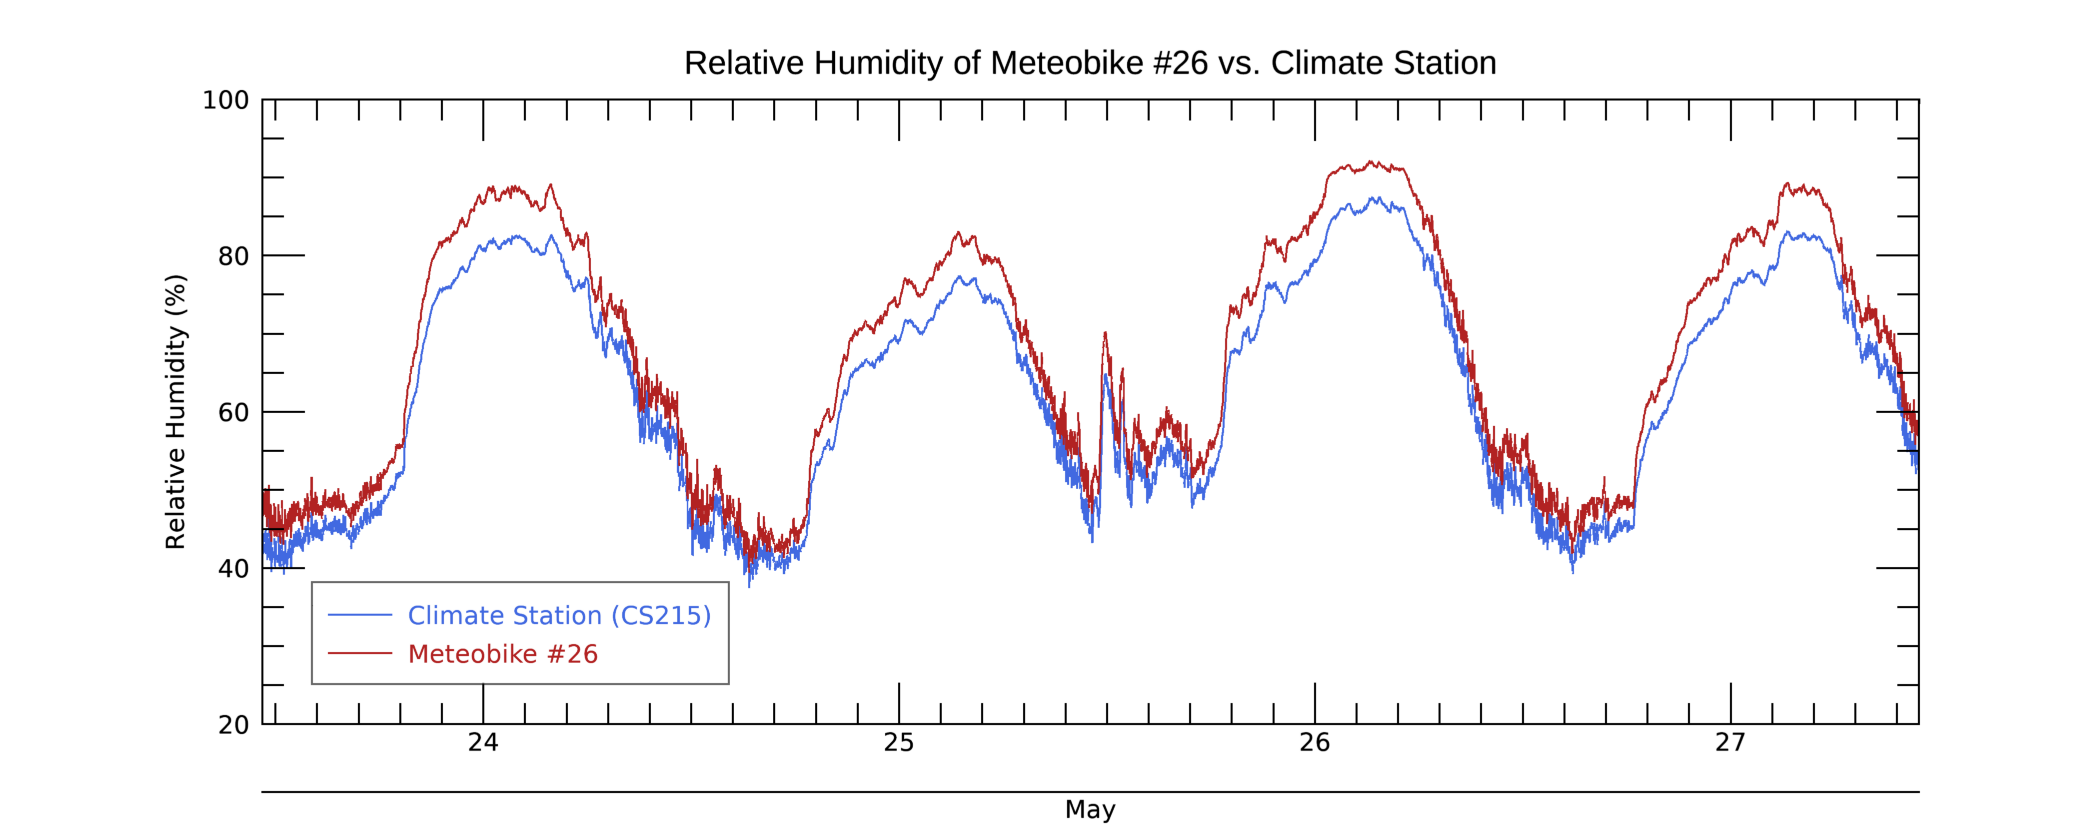 Relative Humidity of Meteobike #26 vs. Climate Station
Relative Humidity (%)
100
80
60
40
20
Climate Station (CS215)
Meteobike #26
24 25 26 27
May